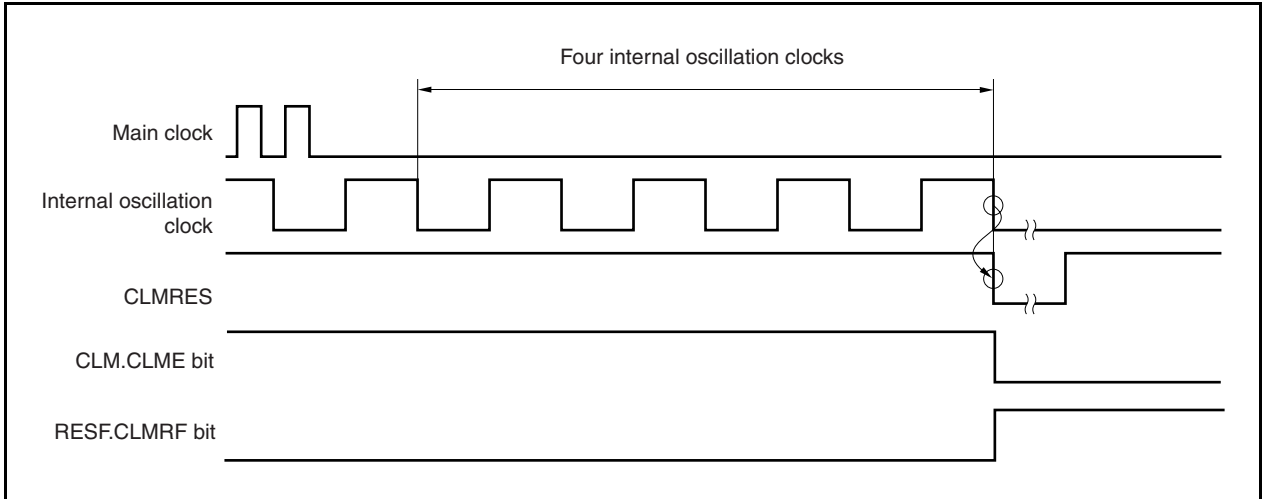 Four internal oscillation clocks
Main clock
Internal oscillation
clock
CLMRES
CLM.CLME bit
RESF.CLMRF bit